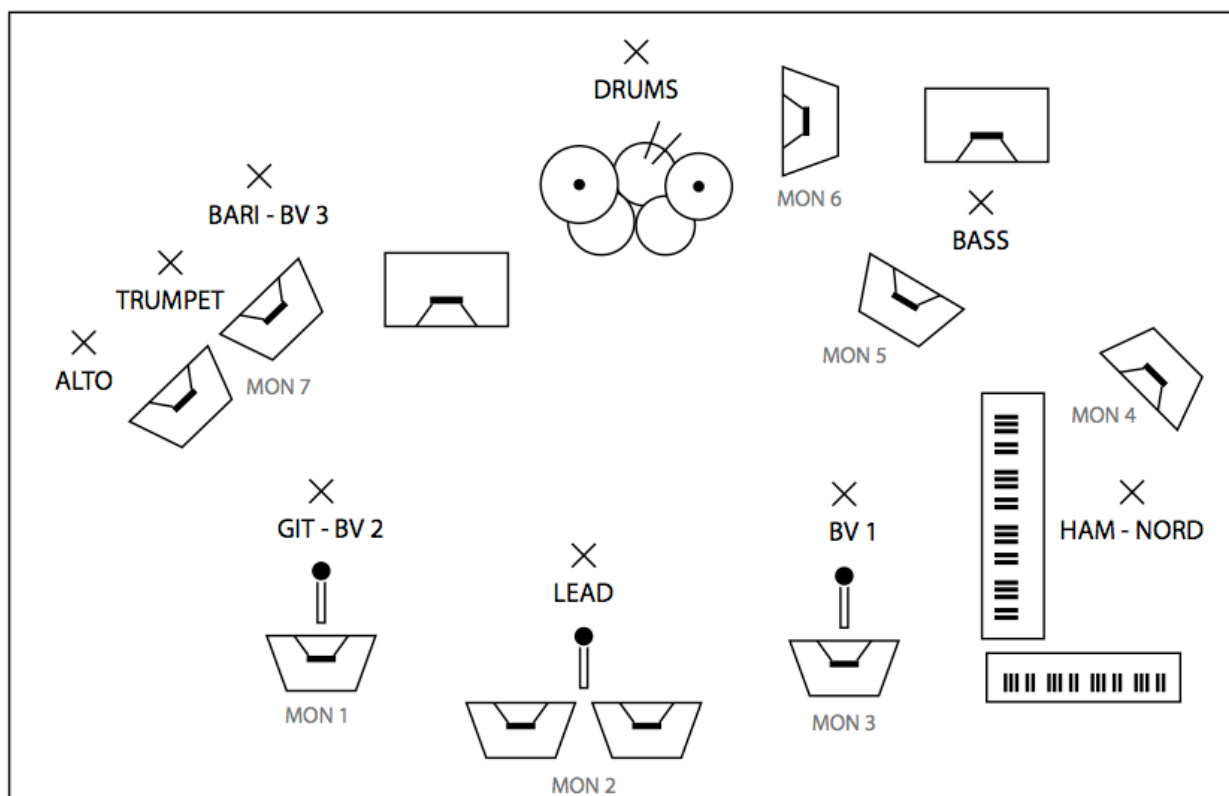 DRUMS
MON 6
BARI - BV 3
BASS
TRUMPET
MON 5
ALTO
MON 7
MON 4
GIT - BV 2
BV 1
HAM - NORD
LEAD
MON 1
MON 3
MON 2